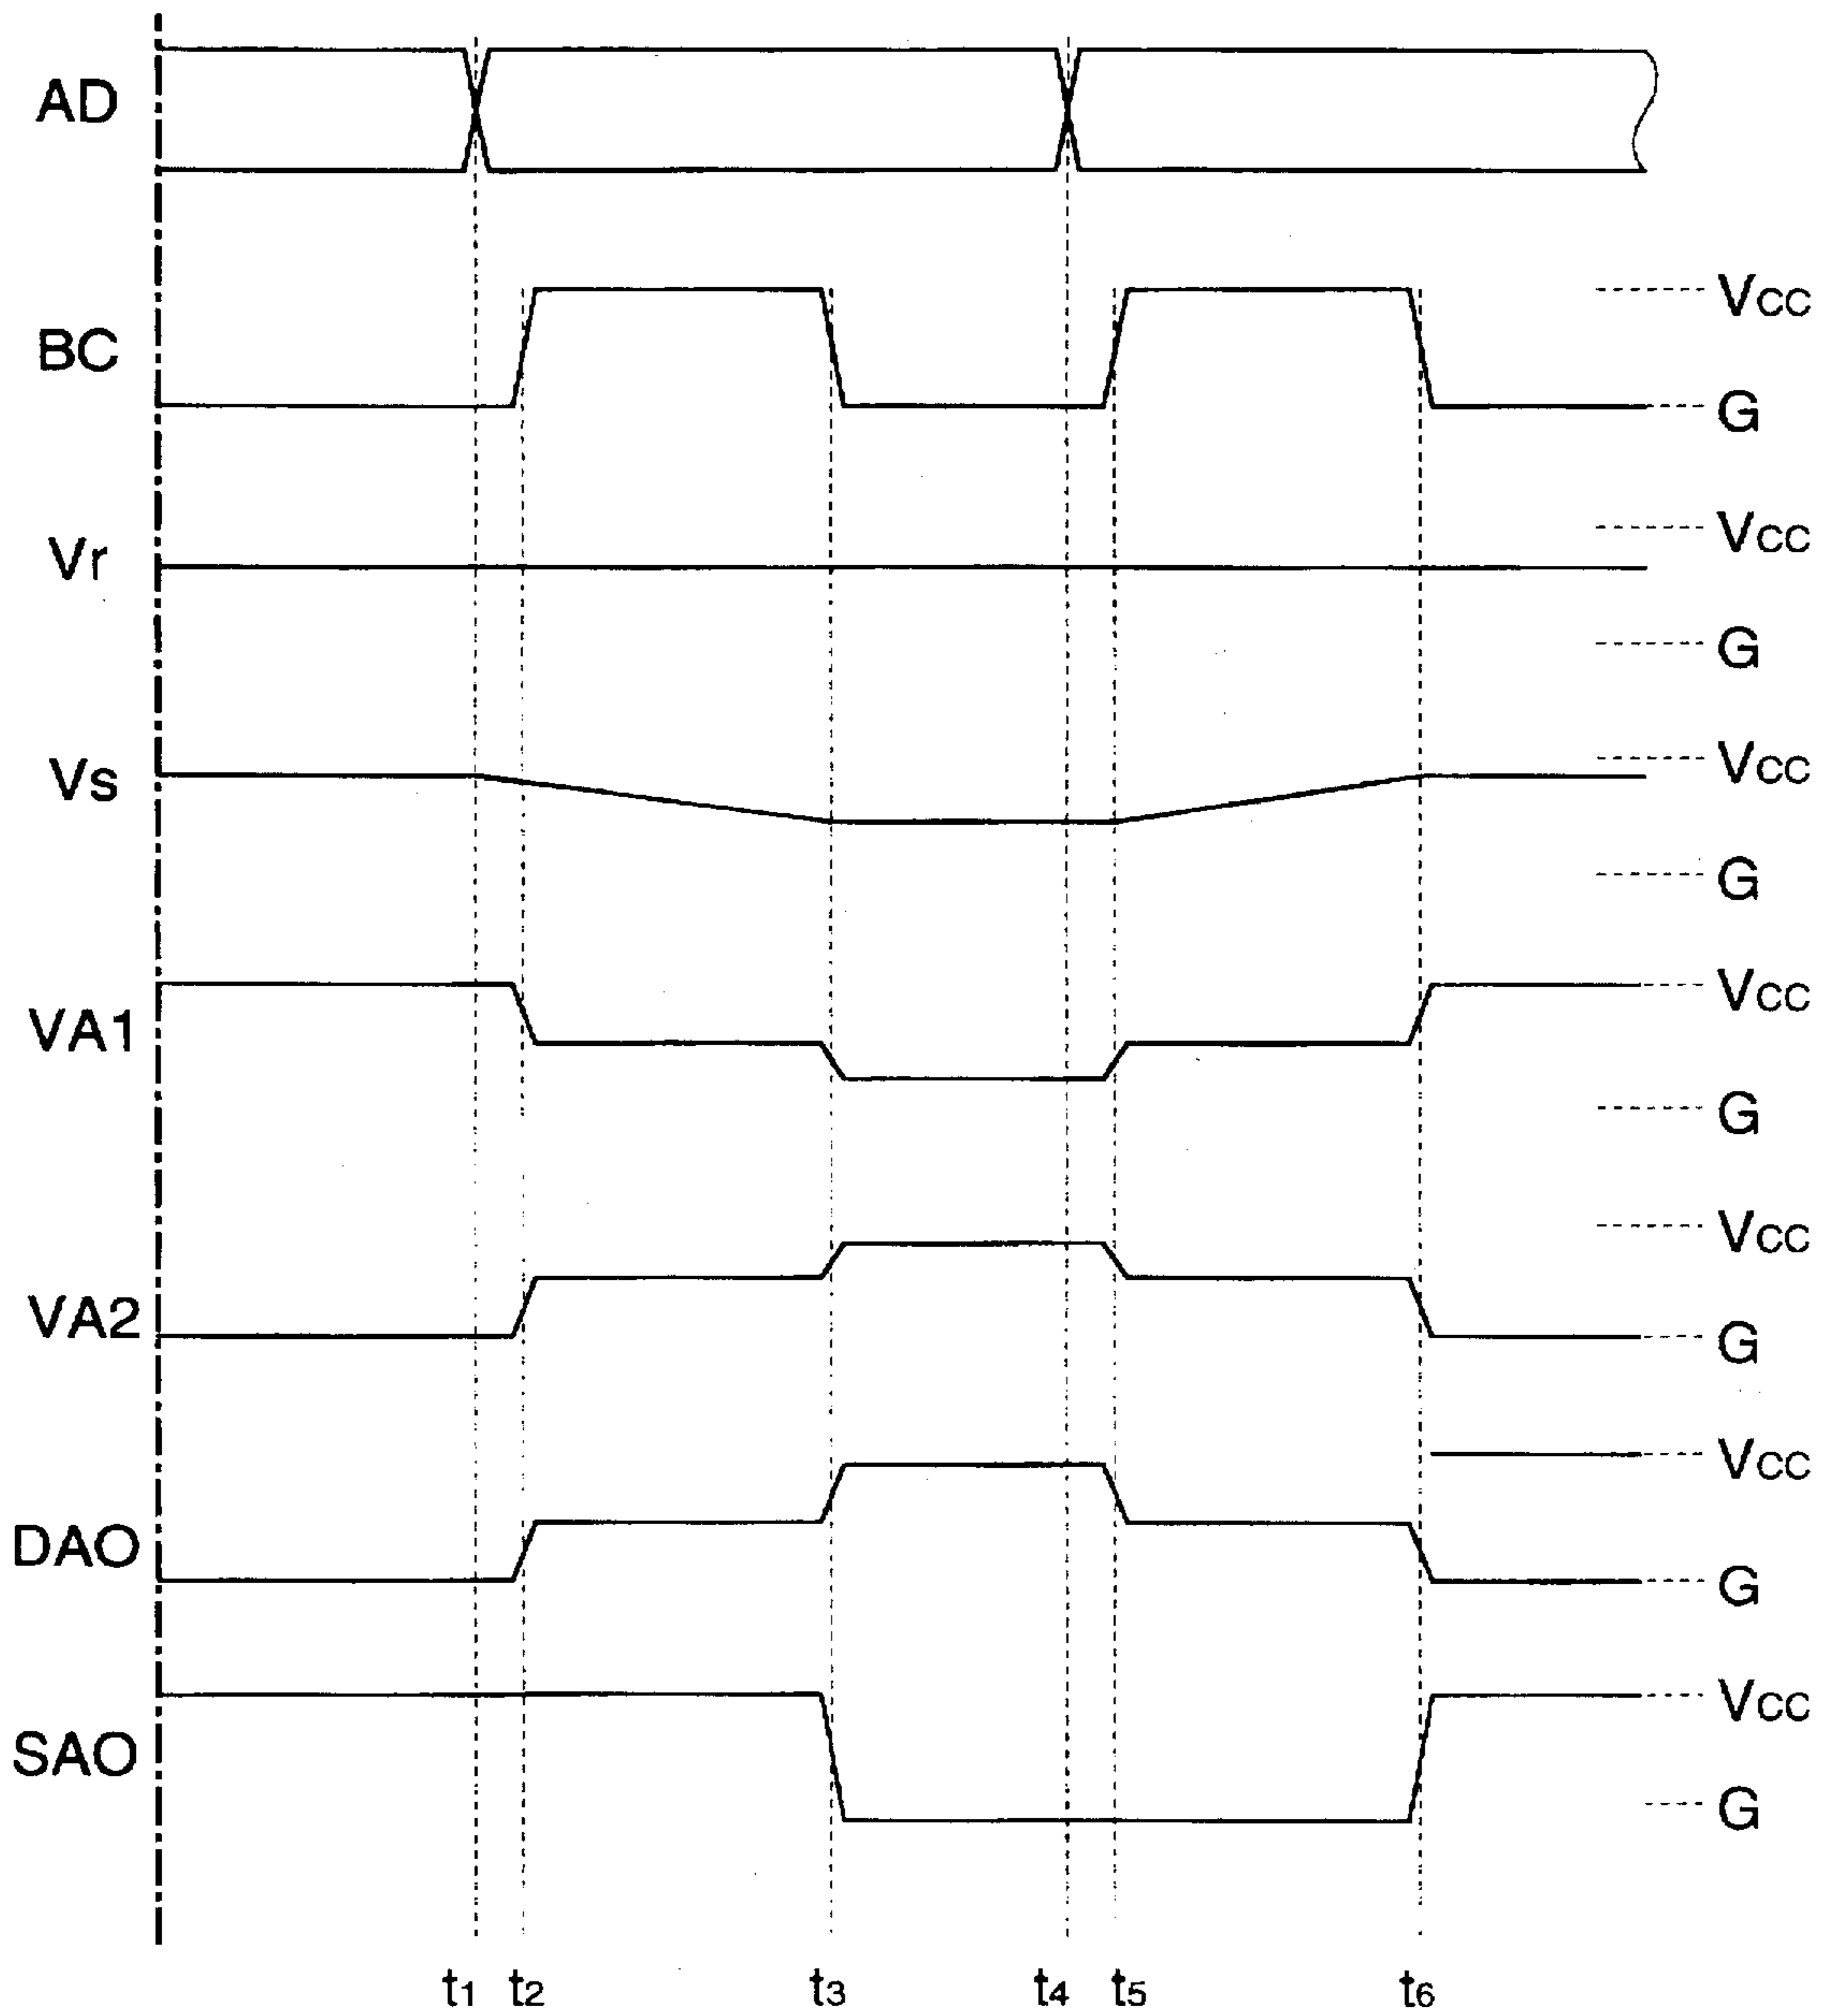 AD
VCC
BC
G
VCC
Vr
G
VCC
Vs
G
VCC
VA1
G
VCC
VA2
G
VCC
DAO
G
VCC
SAO
G
t1 t2 t3 t4 t5 t6